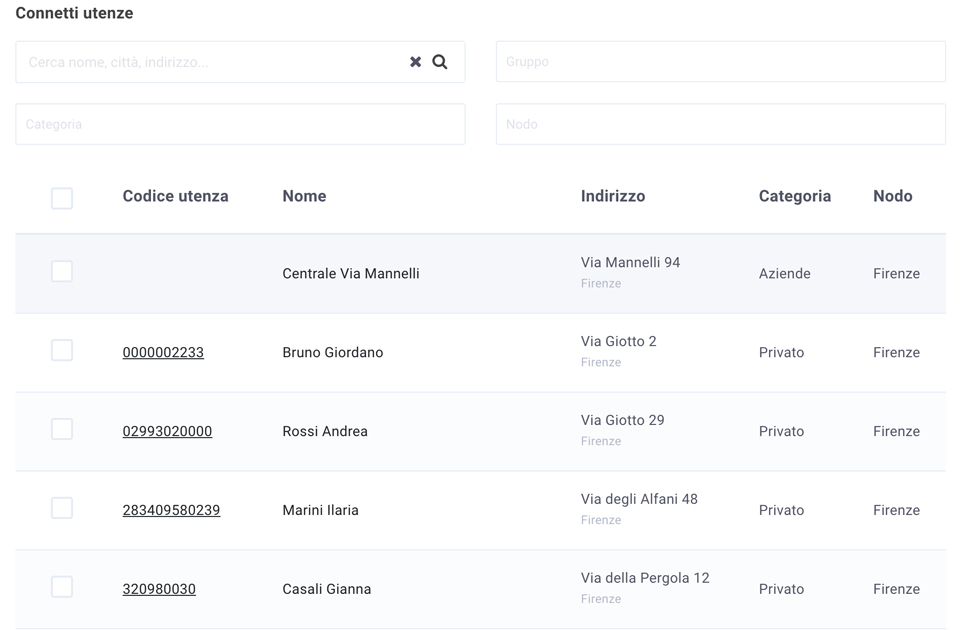 Connetti utenze
Cerca nome, città, indirizzo...
Gruppo
Categoria
Nodo
Codice utenza Nome Indirizzo Categoria Nodo
Centrale Via Mannelli Via Mannelli 94 Aziende Firenze
Firenze
0000002233 Bruno Giordano Via Giotto 2 Privato Firenze
Firenze
02993020000 Rossi Andrea Via Giotto 29 Privato Firenze
Firenze
283409580239 Marini Ilaria Via degli Alfani 48 Privato Firenze
Firenze
320980030 Casali Gianna Via della Pergola 12 Privato Firenze
Firenze